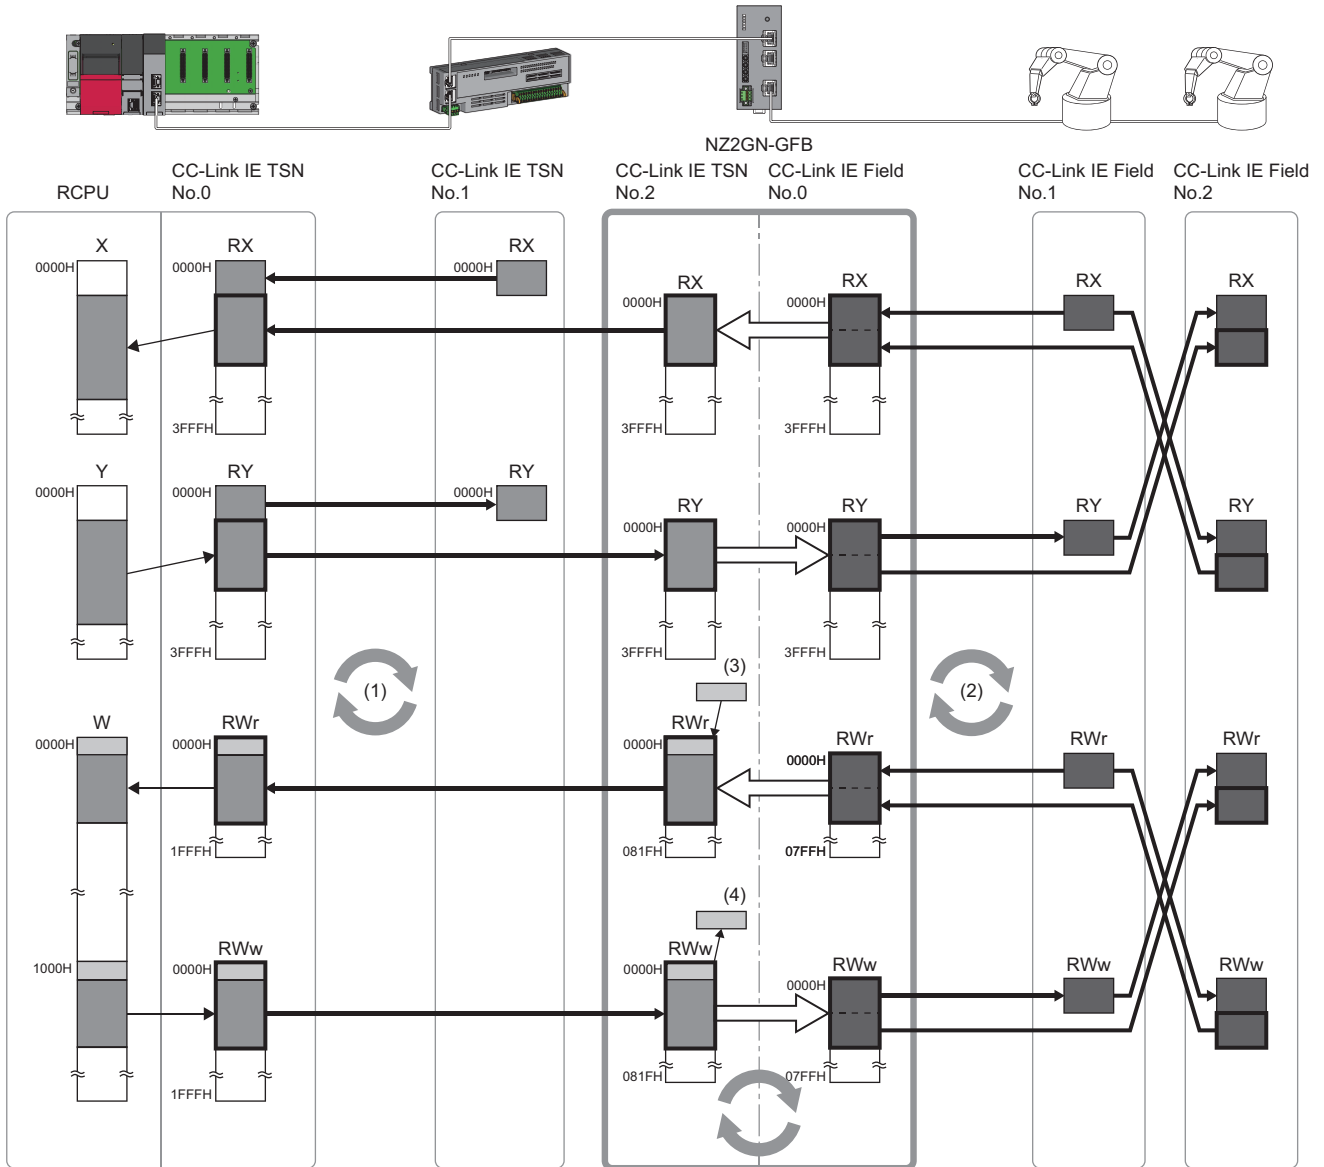 NZ2GN-GFB
RCPU
CC-Link IE TSN
No.0
CC-Link IE TSN
No.1
CC-Link IE TSN
No.2
CC-Link IE Field
No.0
CC-Link IE Field
No.1
CC-Link IE Field
No.2
X
0000H
RX
0000H
3FFFH
RX
0000H
RX
0000H
3FFFH
RX
0000H
3FFFH
RX
RX
Y
0000H
RY
0000H
3FFFH
RY
0000H
RY
0000H
3FFFH
RY
0000H
3FFFH
RY
RY
(1)
(2)
(3)
W
0000H
RWr
0000H
1FFFH
RWr
0000H
081FH
RWr
0000H
07FFH
RWr
RWr
(4)
1000H
RWw
0000H
1FFFH
RWw
0000H
081FH
RWw
0000H
07FFH
RWw
RWw